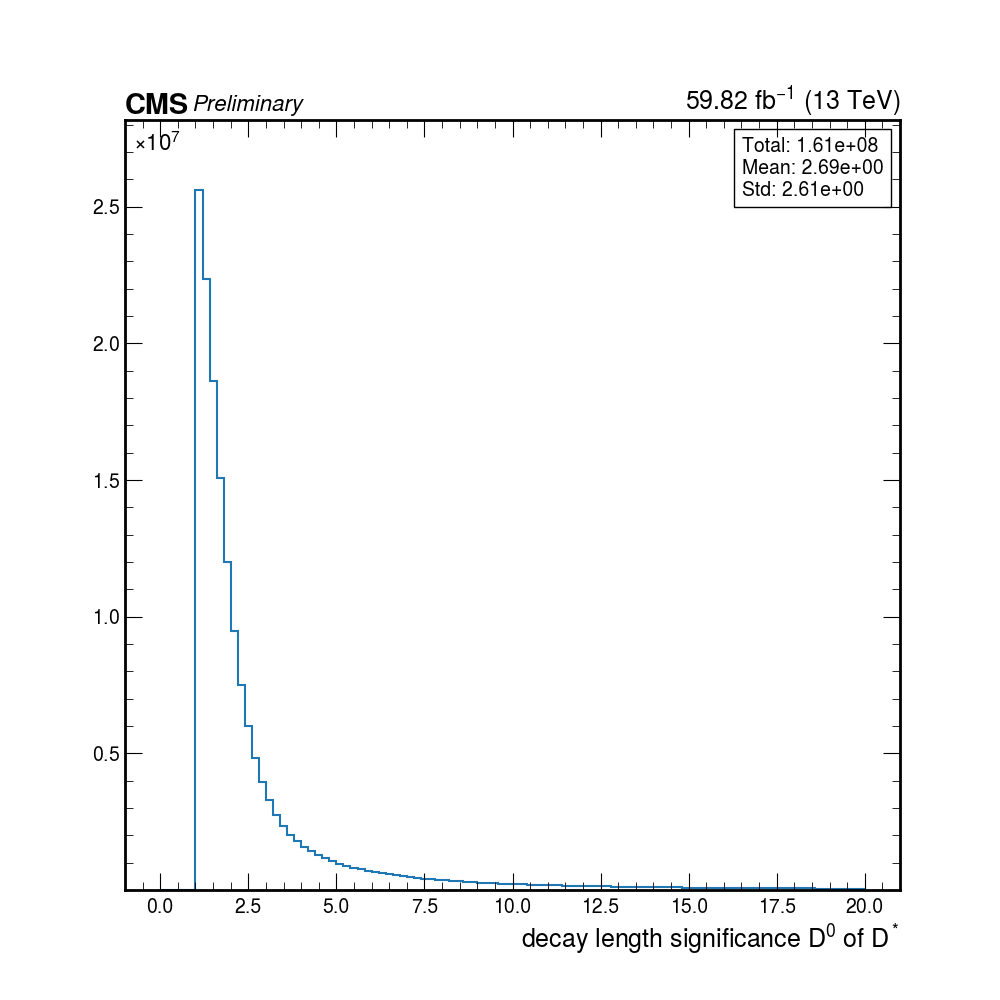 CMS Preliminary 59.82 fb⁻¹ (13 TeV)
×10⁷
Total: 1.61e+08
Mean: 2.69e+00
Std: 2.61e+00
2.5
2.0
1.5
1.0
0.5
0.0 2.5 5.0 7.5 10.0 12.5 15.0 17.5 20.0
decay length significance D⁰ of D*